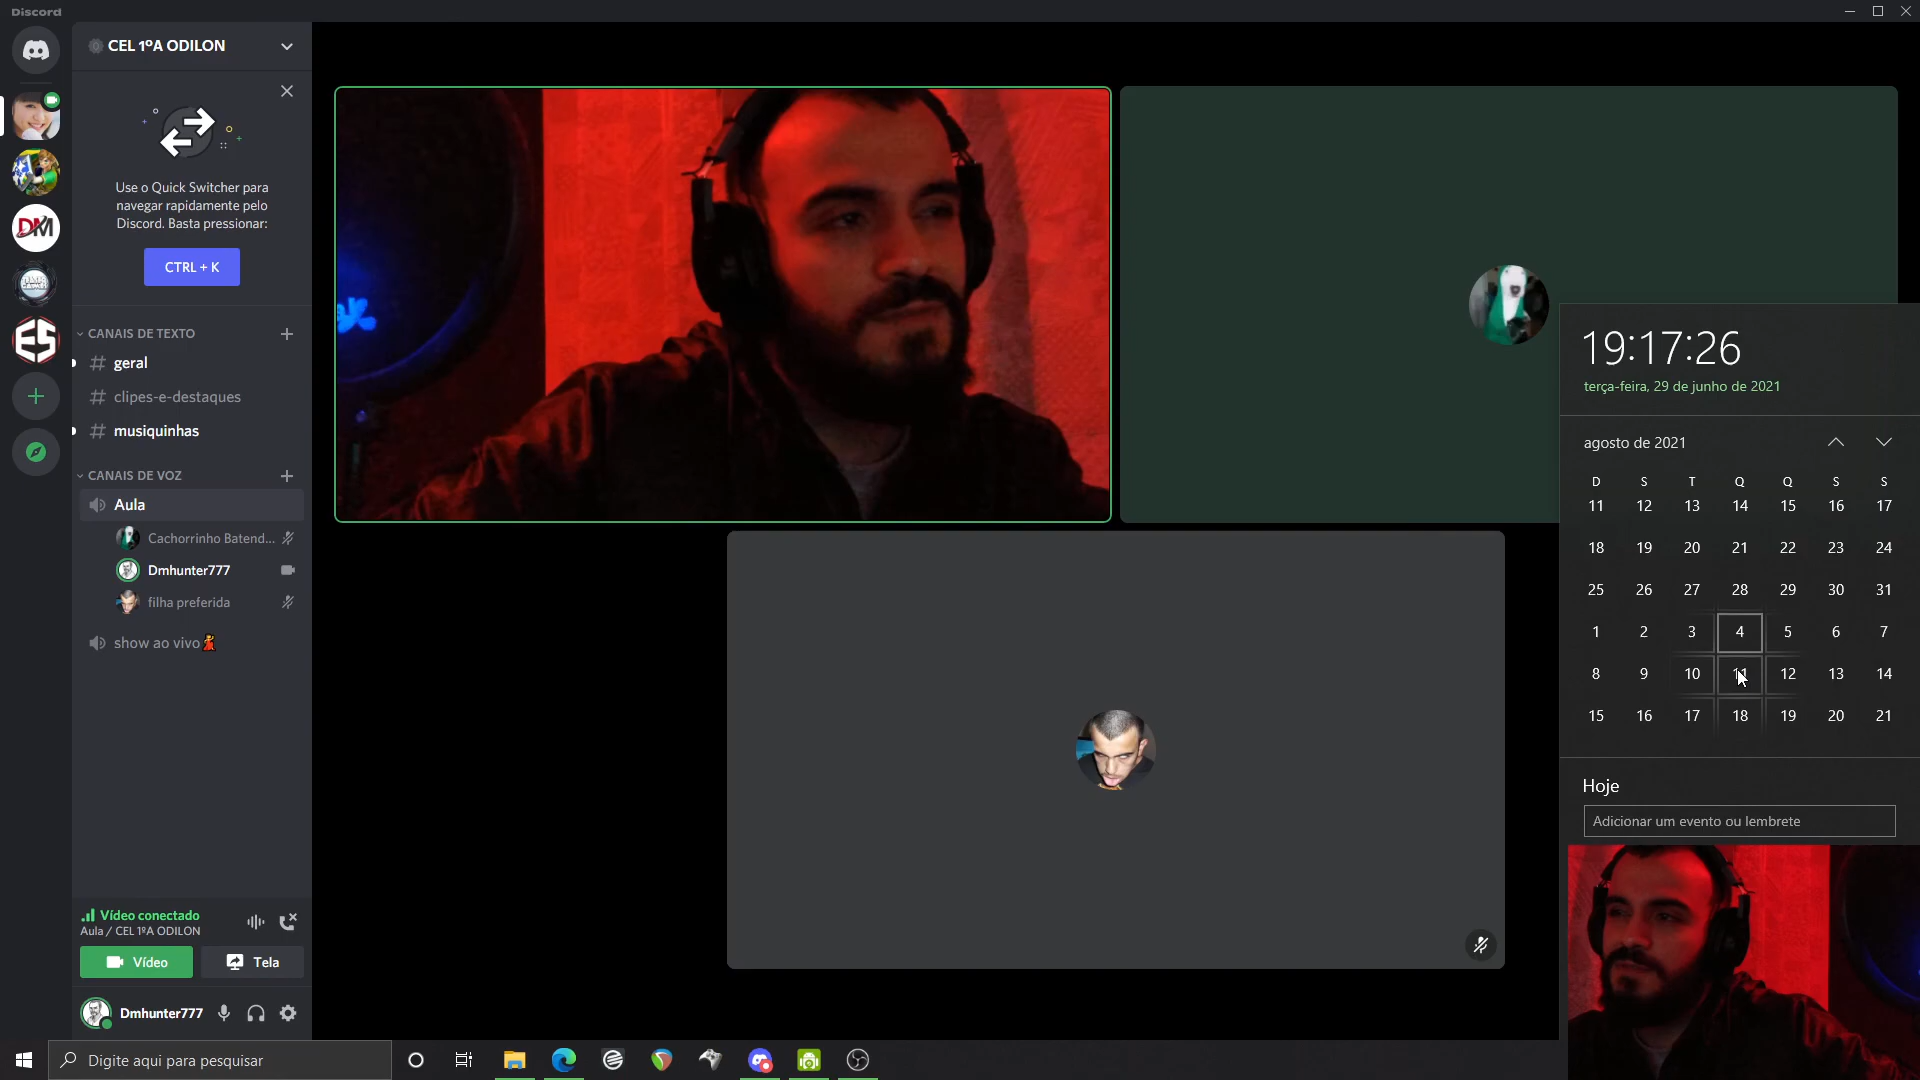 Discord
CEL 1ºA ODILON
Use o Quick Switcher para
navegar rapidamente pelo
Discord. Basta pressionar:
CTRL + K
CANAIS DE TEXTO
# geral
# clipes-e-destaques
# musiquinhas
CANAIS DE VOZ
Aula
Cachorrinho Batend...
Dmhunter777
filha preferida
show ao vivo💃
Vídeo conectado
Aula / CEL 1ºA ODILON
Vídeo
Tela
Dmhunter777
DM
E5
19:17:26
terça-feira, 29 de junho de 2021
agosto de 2021
D S T Q Q S S
11 12 13 14 15 16 17
18 19 20 21 22 23 24
25 26 27 28 29 30 31
1 2 3 4 5 6 7
8 9 10 11 12 13 14
15 16 17 18 19 20 21
Hoje
Adicionar um evento ou lembrete
Digite aqui para pesquisar